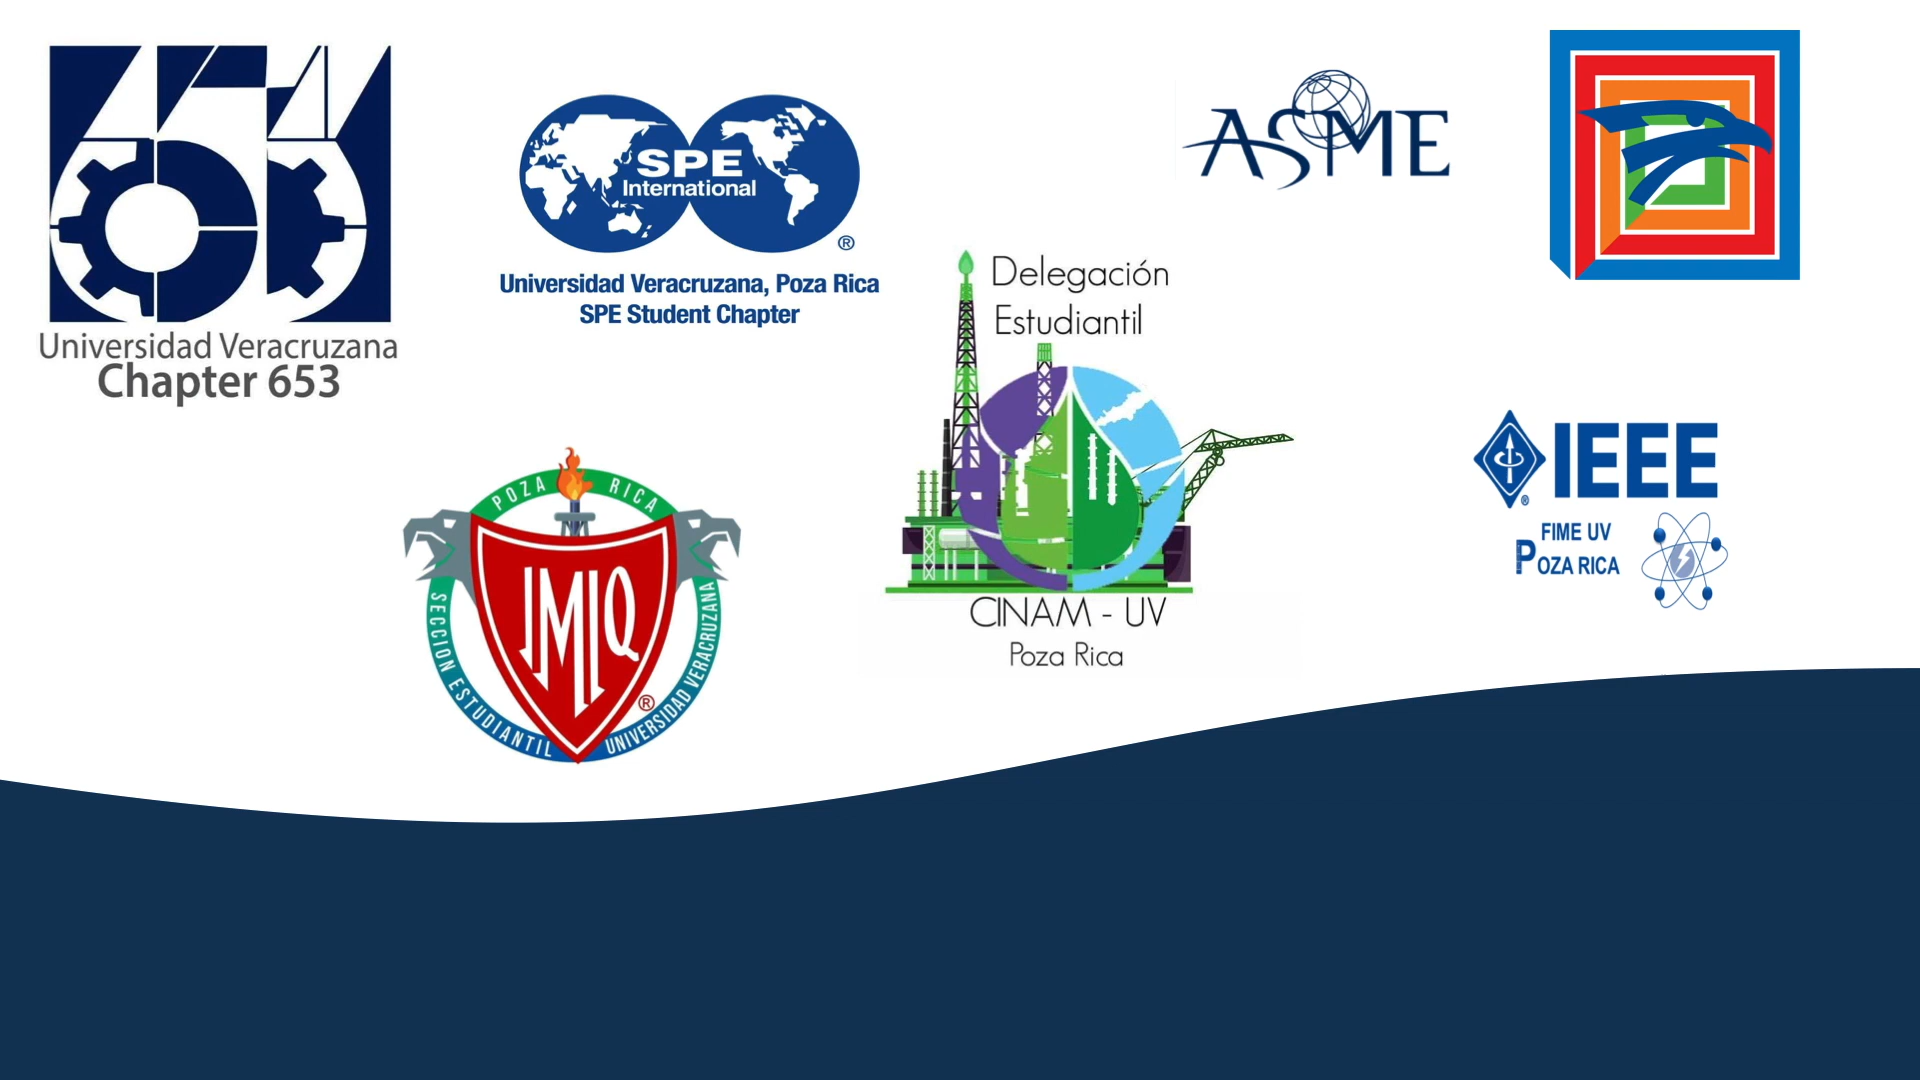 Universidad Veracruzana
Chapter 653
SPE
International
®
Universidad Veracruzana, Poza Rica
SPE Student Chapter
ASME
Delegación
Estudiantil
CINAM - UV
Poza Rica
IEEE
®
FIME UV
POZA RICA
POZA RICA
IMIQ
®
SECCION ESTUDIANTIL
UNIVERSIDAD VERACRUZANA